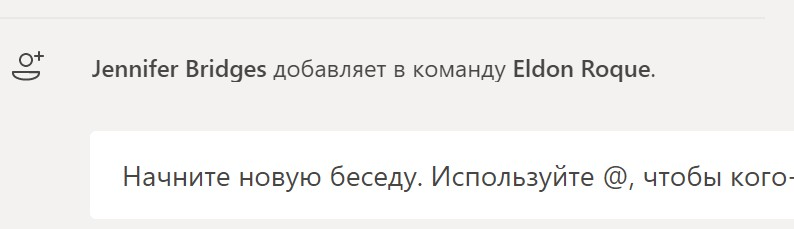 Jennifer Bridges добавляет в команду Eldon Roque.
Начните новую беседу. Используйте @, чтобы кого-